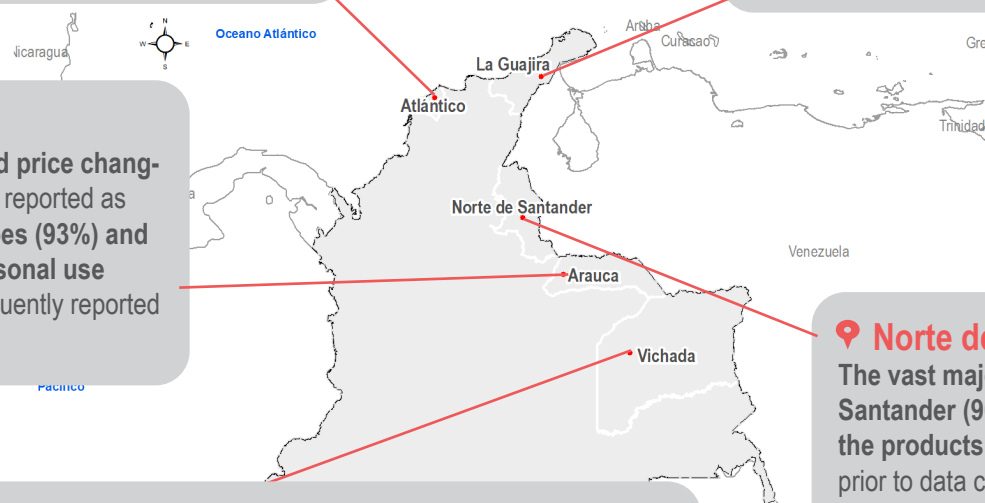 Oceano Atlántico
N
W
E
S
Aruba
Curacao
Nicaragua
La Guajira
Gre
Atlántico
Trinidad
d price chang-
reported as
es (93%) and
sonal use
uently reported
a
Norte de Santander
Venezuela
Arauca
Vichada
Norte de
The vast maj
Santander (9
the products
prior to data c
Pacífico